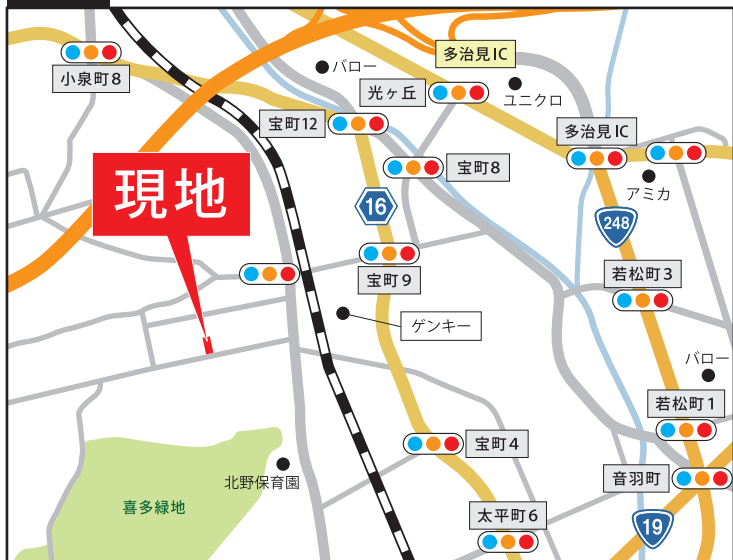 小泉町8
バロー
多治見IC
光ヶ丘
ユニクロ
宝町12
多治見IC
宝町8
アミカ
現地
16
248
宝町9
若松町3
ゲンキー
バロー
若松町1
宝町4
北野保育園
音羽町
喜多緑地
太平町6
19